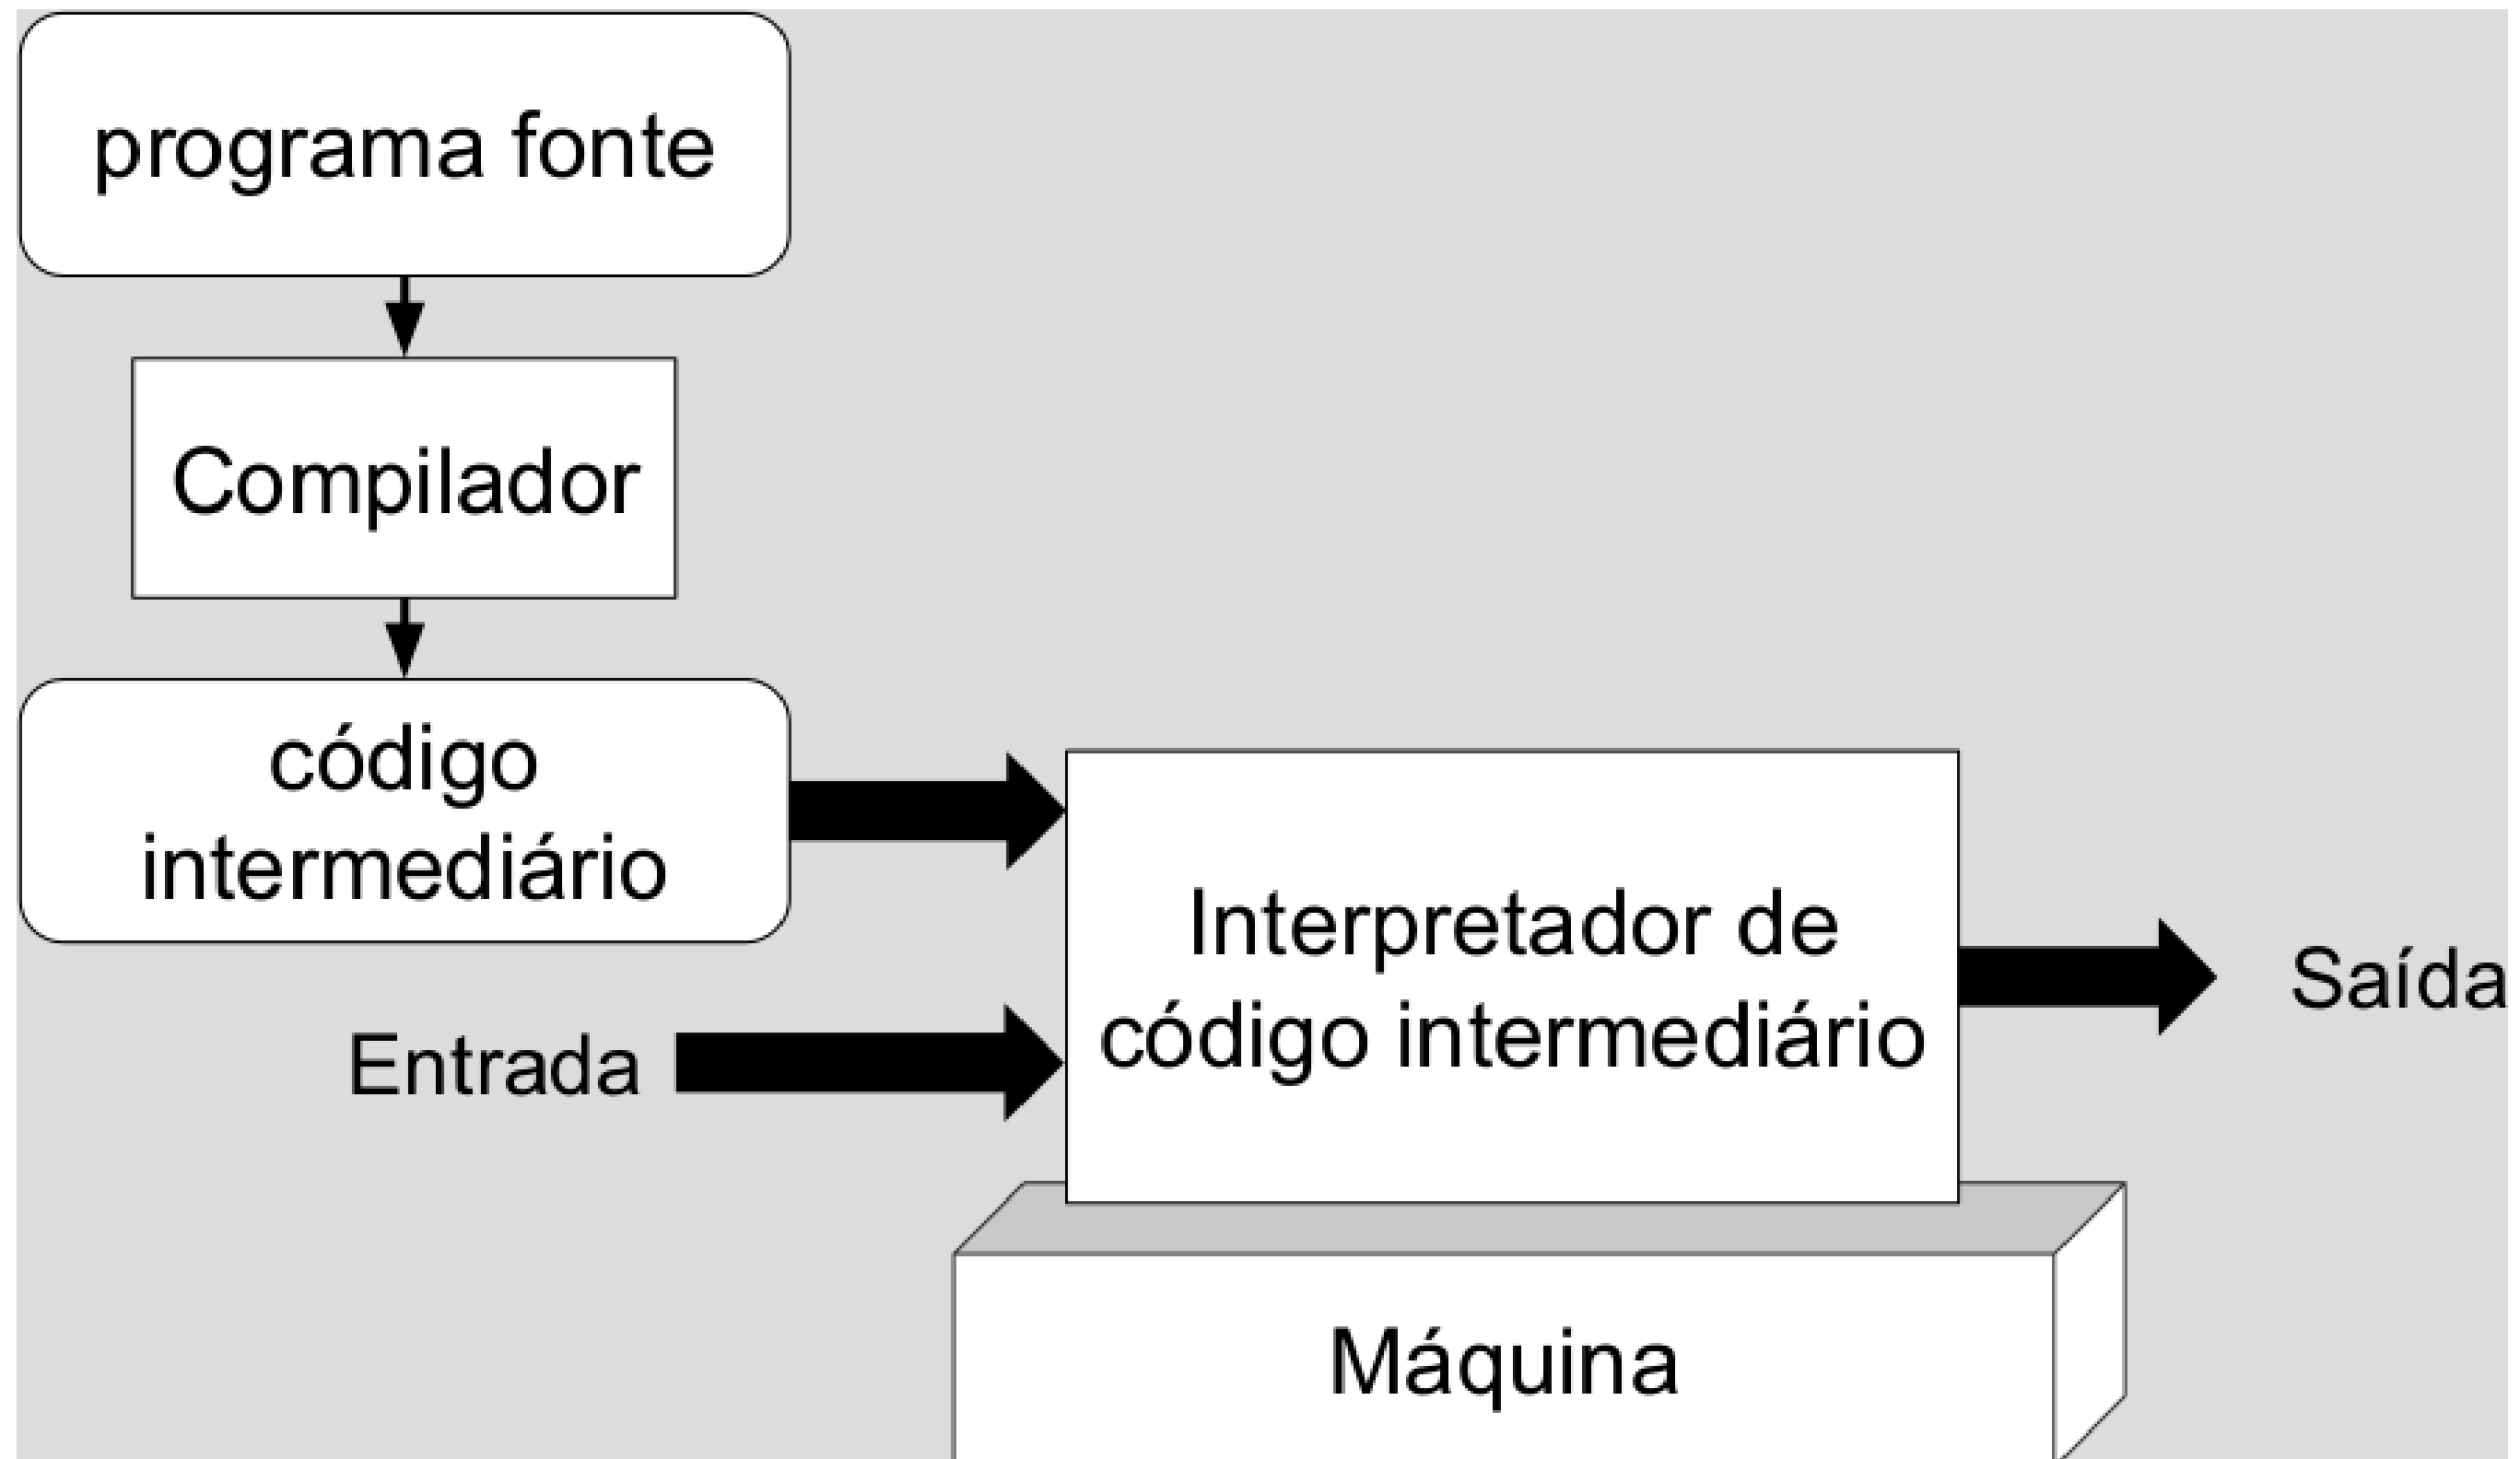 programa fonte
Compilador
código
intermediário
Interpretador de
código intermediário
Saída
Entrada
Máquina